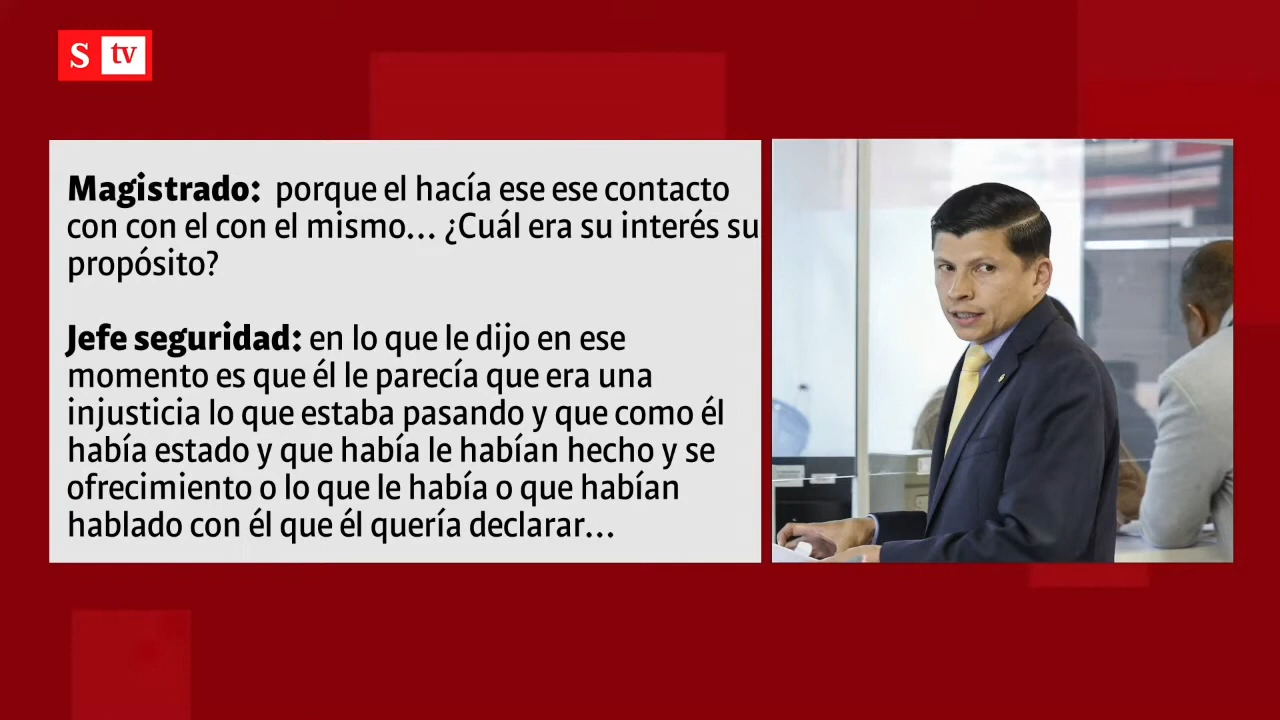 S tv
Magistrado: porque el hacía ese ese contacto
con con el con el mismo... ¿Cuál era su interés su
propósito?
Jefe seguridad: en lo que le dijo en ese
momento es que él le parecía que era una
injusticia lo que estaba pasando y que como él
había estado y que había le habían hecho y se
ofrecimiento o lo que le había o que habían
hablado con él que él quería declarar...